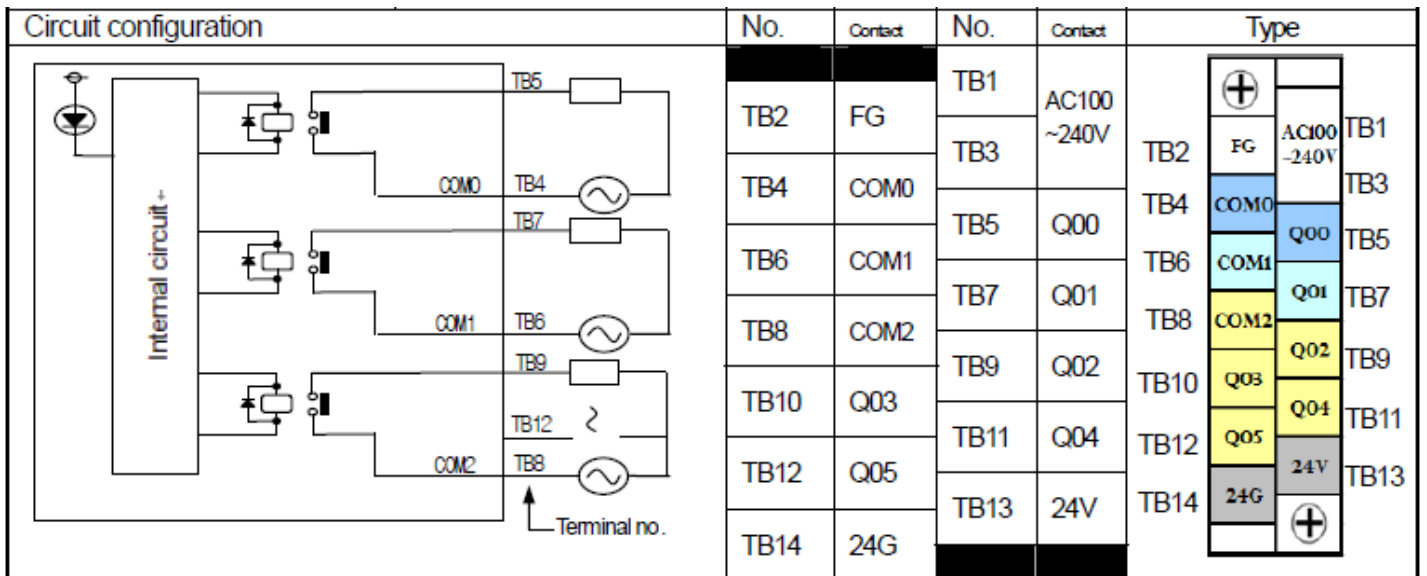 Circuit configuration No. Contact No. Contact Type
TB5
COM0 TB4
TB7
COM1 TB6
TB9
TB12
COM2 TB8
Terminal no.
Internal circuit
TB2 FG
TB4 COM0
TB6 COM1
TB8 COM2
TB10 Q03
TB12 Q05
TB14 24G
TB1 AC100
~240V
TB3
TB5 Q00
TB7 Q01
TB9 Q02
TB11 Q04
TB13 24V
TB2 FG AC100 TB1
-240V
TB3
TB4 COM0
Q00 TB5
TB6 COM1
Q01 TB7
TB8 COM2
Q02 TB9
TB10 Q03
Q04 TB11
TB12 Q05
24V TB13
TB14 24G